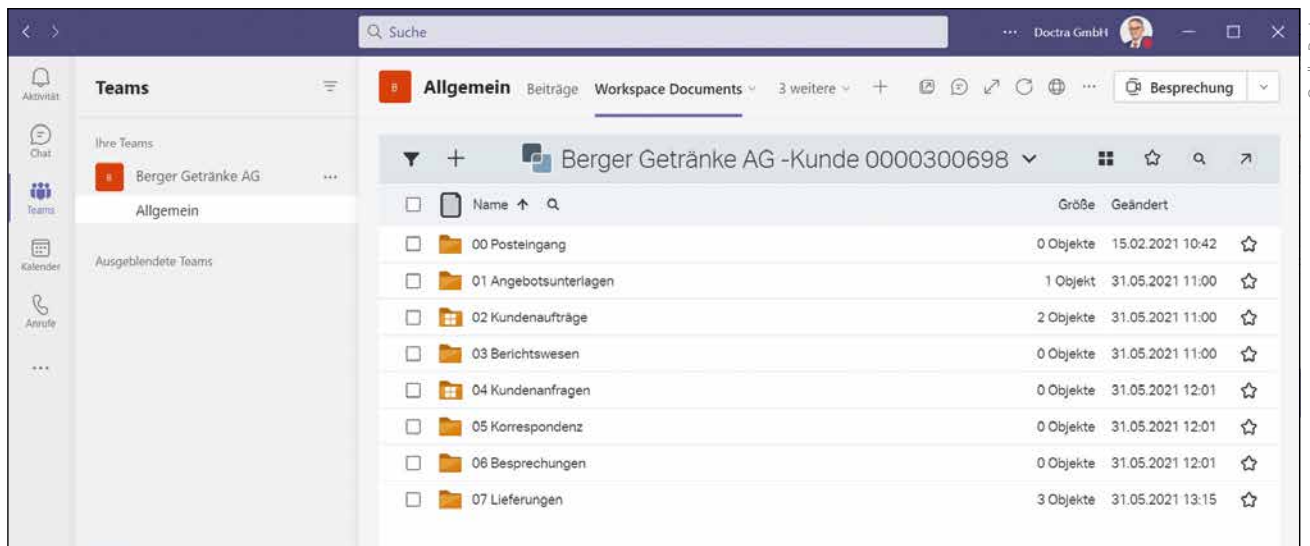 Suche
Doctra GmbH
Aktivität
Chat
Teams
Kalender
Anrufe
Teams
Ihre Teams
B Berger Getränke AG
Allgemein
Ausgeblendete Teams
B Allgemein Beiträge Workspace Documents 3 weitere Besprechung
Berger Getränke AG -Kunde 0000300698
Name Größe Geändert
00 Posteingang 0 Objekte 15.02.2021 10:42
01 Angebotsunterlagen 1 Objekt 31.05.2021 11:00
02 Kundenaufträge 2 Objekte 31.05.2021 11:00
03 Berichtswesen 0 Objekte 31.05.2021 11:00
04 Kundenanfragen 0 Objekte 31.05.2021 12:01
05 Korrespondenz 0 Objekte 31.05.2021 12:01
06 Besprechungen 0 Objekte 31.05.2021 12:01
07 Lieferungen 3 Objekte 31.05.2021 13:15